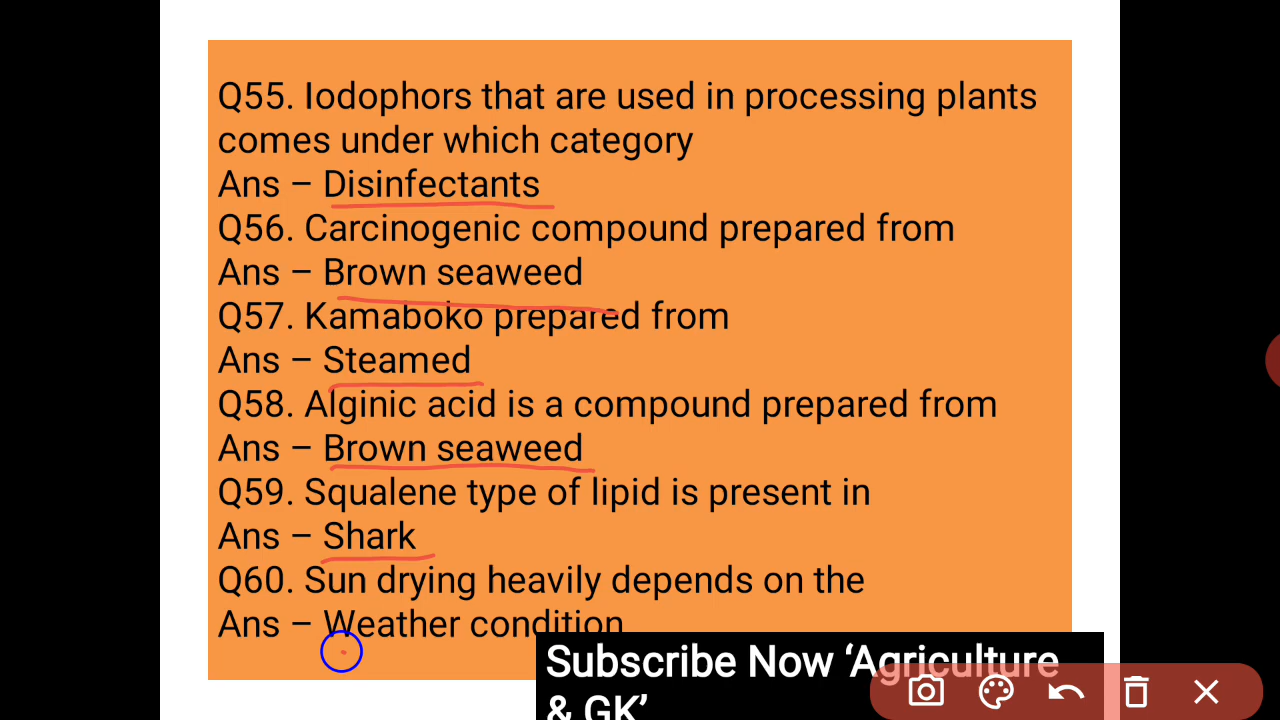 Q55. Iodophors that are used in processing plants
comes under which category
Ans – Disinfectants
Q56. Carcinogenic compound prepared from
Ans – Brown seaweed
Q57. Kamaboko prepared from
Ans – Steamed
Q58. Alginic acid is a compound prepared from
Ans – Brown seaweed
Q59. Squalene type of lipid is present in
Ans – Shark
Q60. Sun drying heavily depends on the
Ans – Weather condition
Subscribe Now ‘Agriculture
& GK’